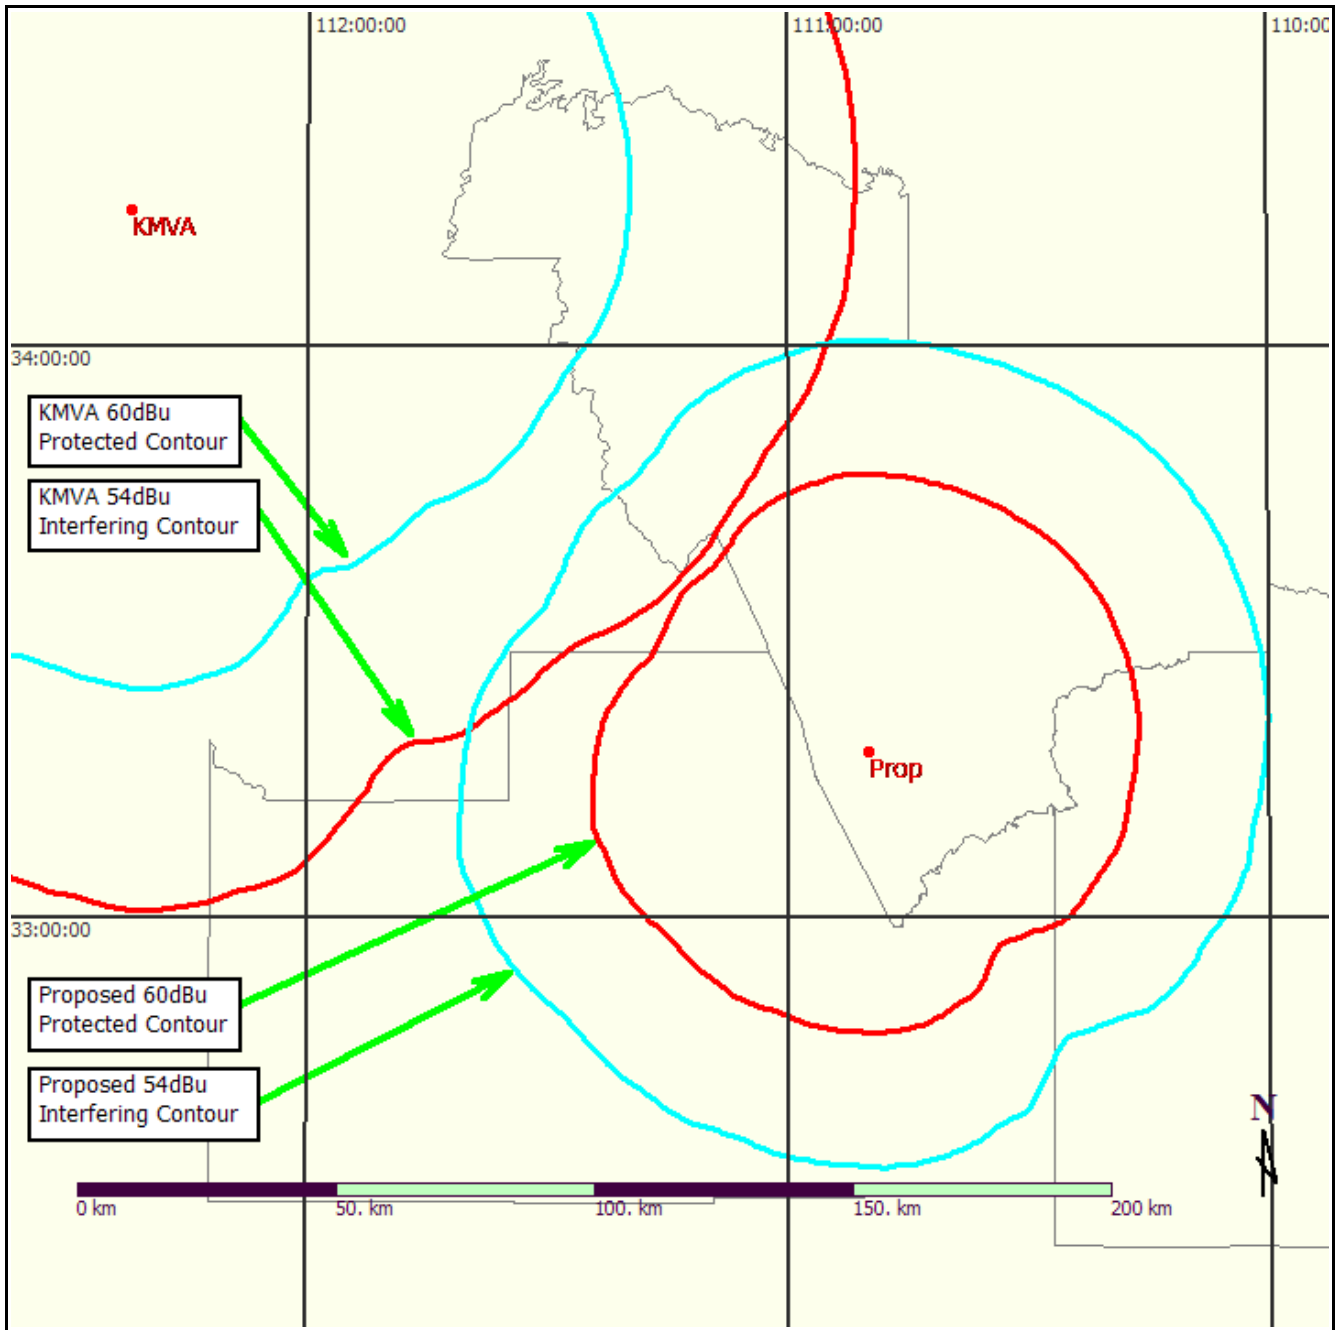 112:00:00
111:00:00
110:00
KMVA
34:00:00
KMVA 60dBu
Protected Contour
KMVA 54dBu
Interfering Contour
Prop
33:00:00
Proposed 60dBu
Protected Contour
Proposed 54dBu
Interfering Contour
N
0 km
50. km
100. km
150. km
200 km